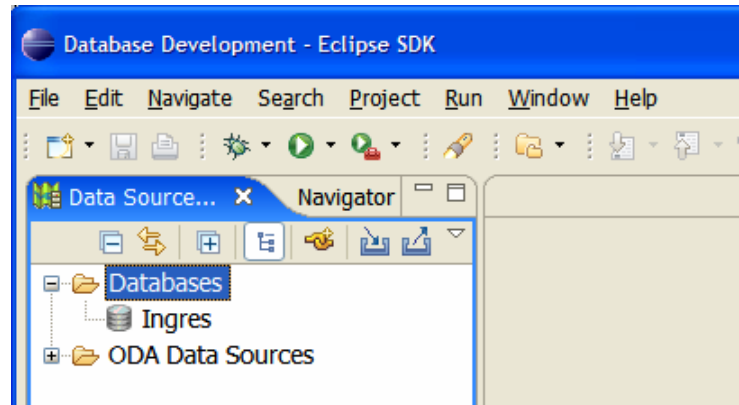 Database Development - Eclipse SDK
File Edit Navigate Search Project Run Window Help
Data Source... Navigator
Databases
Ingres
ODA Data Sources